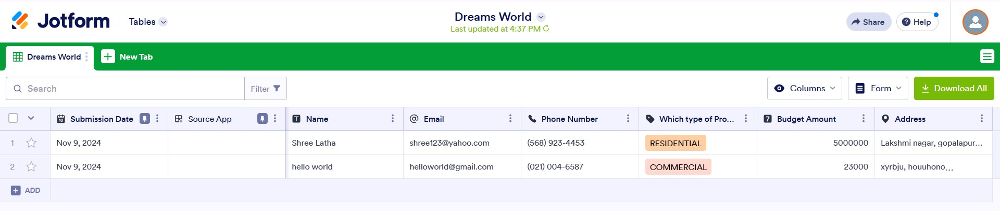 Jotform Tables Dreams World Share Help
Last updated at 4:37 PM
Dreams World New Tab
Search Filter Columns Form Download All
Submission Date Source App Name Email Phone Number Which type of Pro... Budget Amount Address
1 Nov 9, 2024 Shree Latha shree123@yahoo.com (568) 923-4453 RESIDENTIAL 5000000 Lakshmi nagar, gopalapur...
2 Nov 9, 2024 hello world helloworld@gmail.com (021) 004-6587 COMMERCIAL 23000 xyrbju, houuhono...
ADD